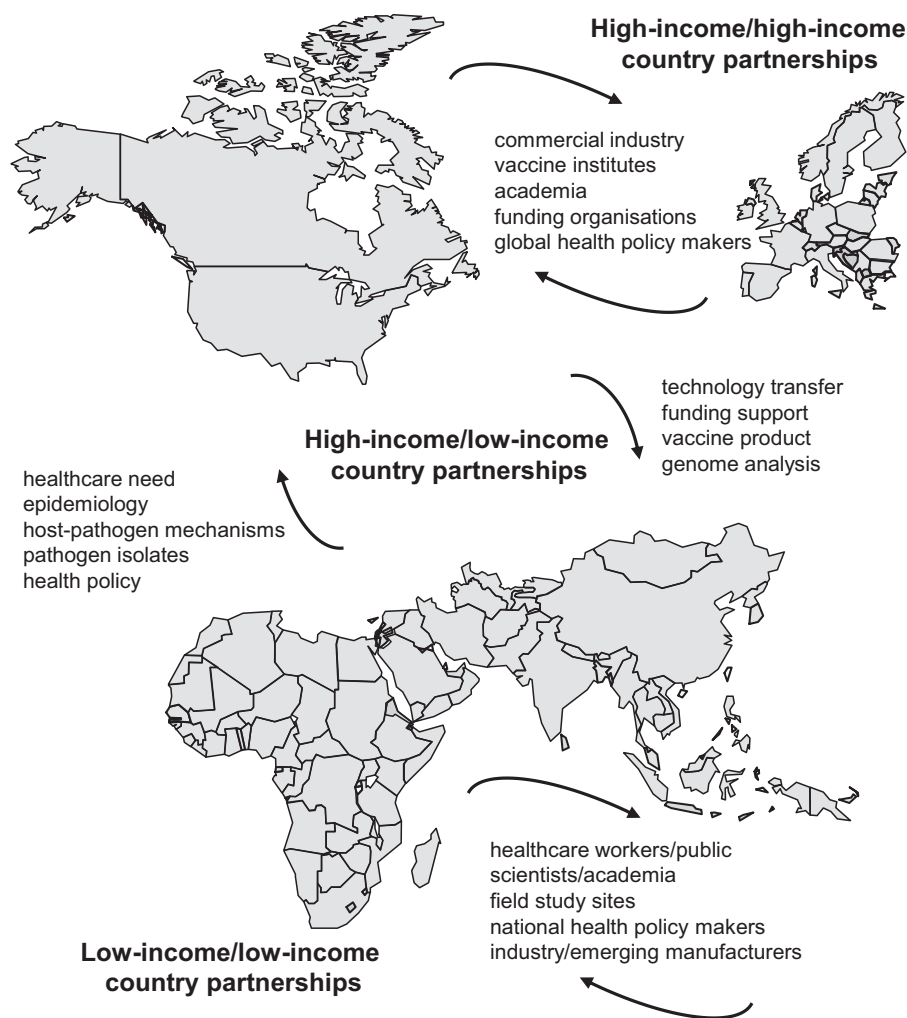 High-income/high-income
country partnerships
commercial industry
vaccine institutes
academia
funding organisations
global health policy makers
technology transfer
funding support
vaccine product
genome analysis
High-income/low-income
country partnerships
healthcare need
epidemiology
host-pathogen mechanisms
pathogen isolates
health policy
healthcare workers/public
scientists/academia
field study sites
national health policy makers
industry/emerging manufacturers
Low-income/low-income
country partnerships